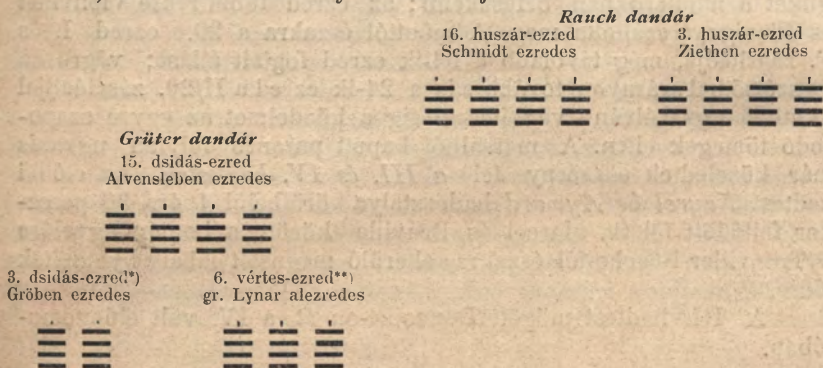 Rauch dandár
16. huszár-ezred 3. huszár-ezred
Schmidt ezredes Ziethen ezredes
Grüter dandár
15. dsidás-ezred
Alvensleben ezredes
3. dsidás-ezred*) 6. vértes-ezred**)
Gröben ezredes gr. Lynar alezredes